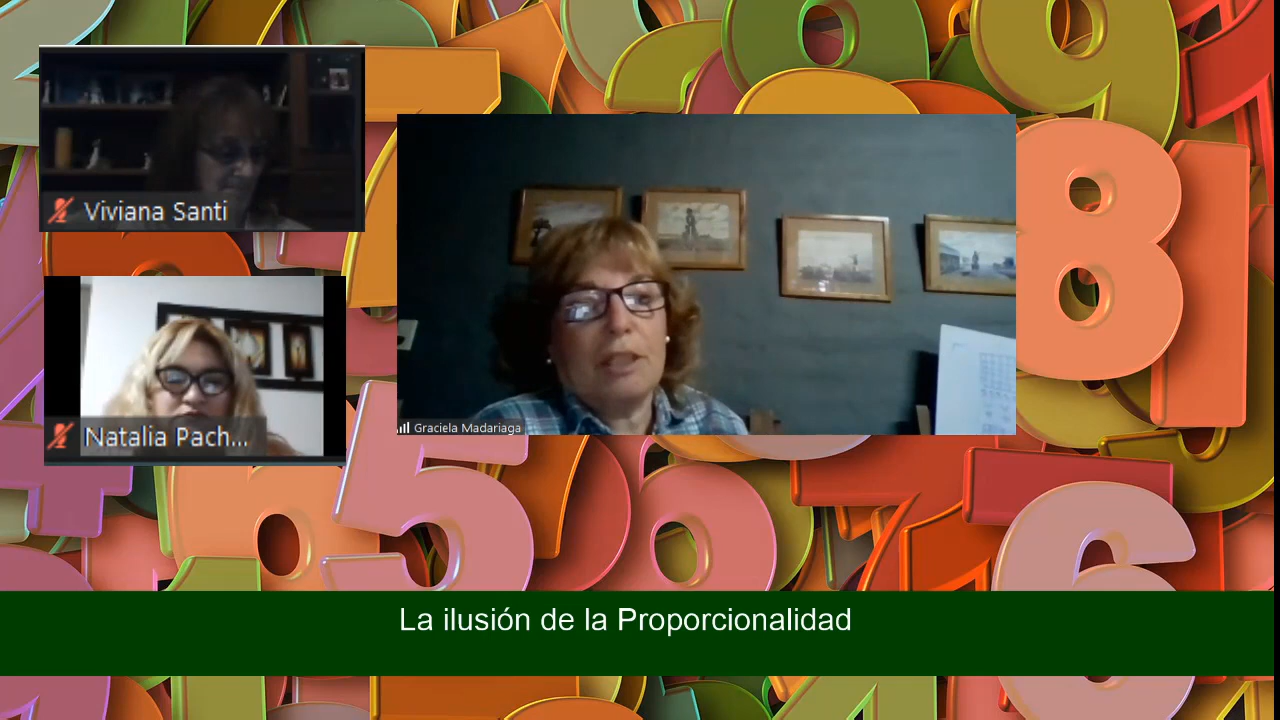 Viviana Santi
Natalia Pach...
Graciela Madariaga
La ilusión de la Proporcionalidad